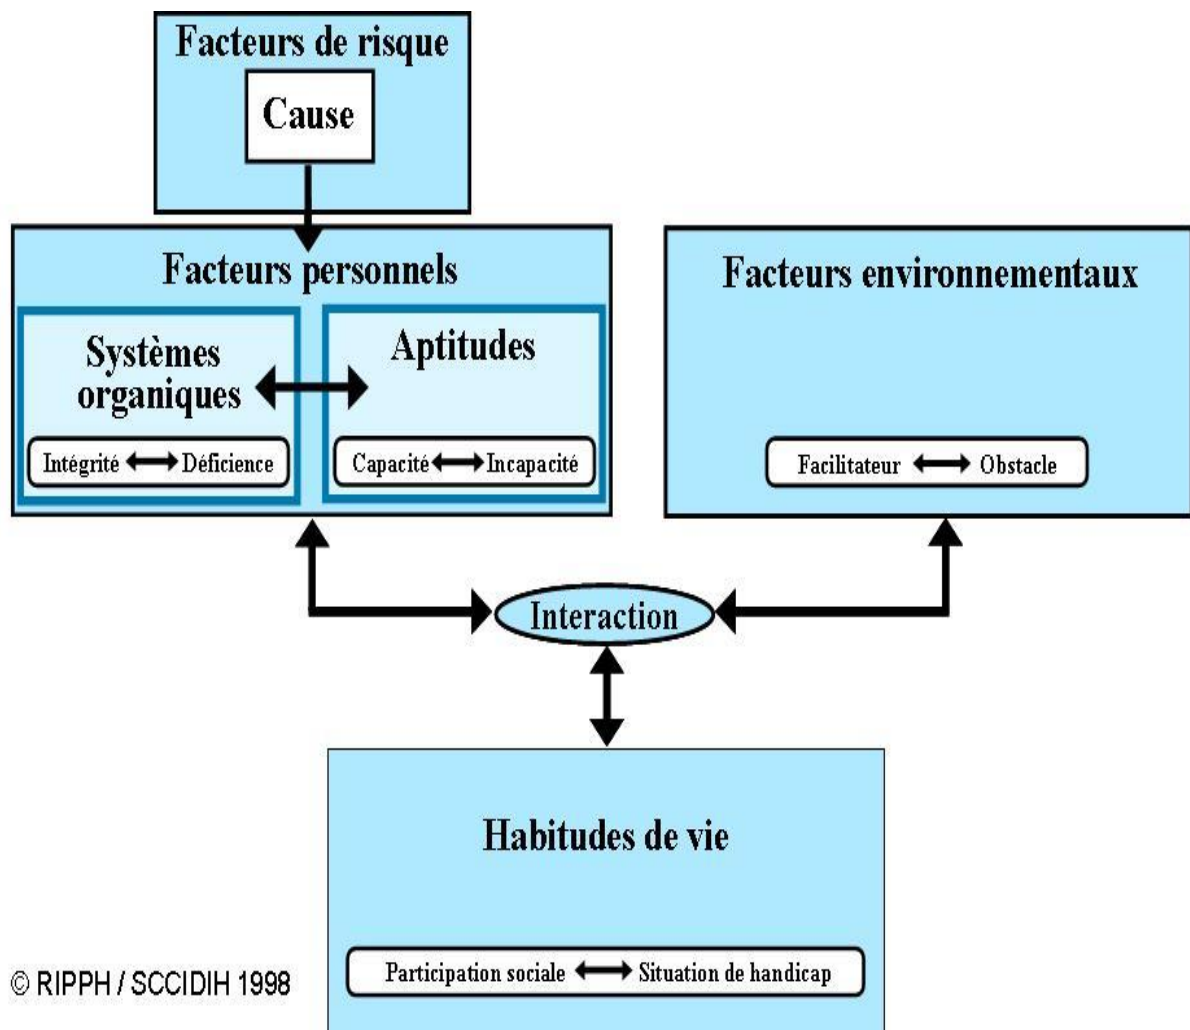 Facteurs de risque
Cause
Facteurs personnels
Systèmes
organiques
Intégrité Déficience
Aptitudes
Capacité Incapacité
Facteurs environnementaux
Facilitateur Obstacle
Interaction
Habitudes de vie
Participation sociale Situation de handicap
© RIPPH / SCCIDIH 1998